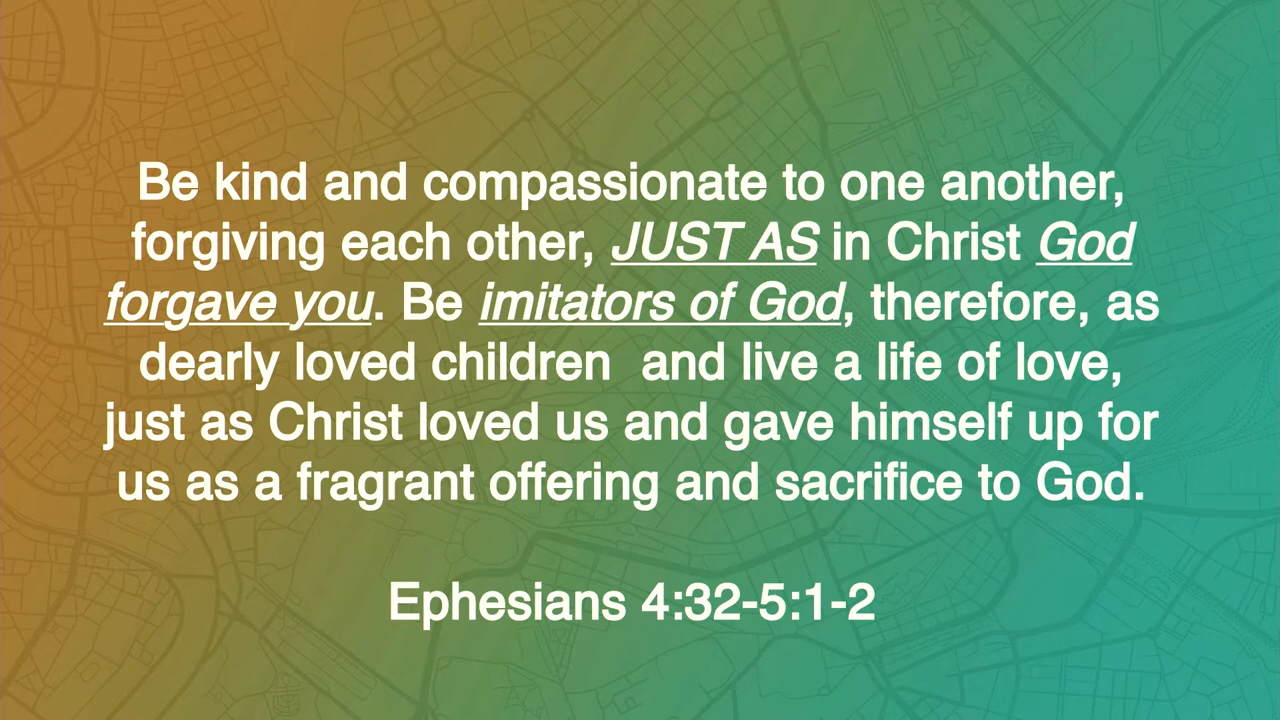 Be kind and compassionate to one another,
forgiving each other, JUST AS in Christ God
forgave you. Be imitators of God, therefore, as
dearly loved children  and live a life of love,
just as Christ loved us and gave himself up for
us as a fragrant offering and sacrifice to God.
Ephesians 4:32-5:1-2